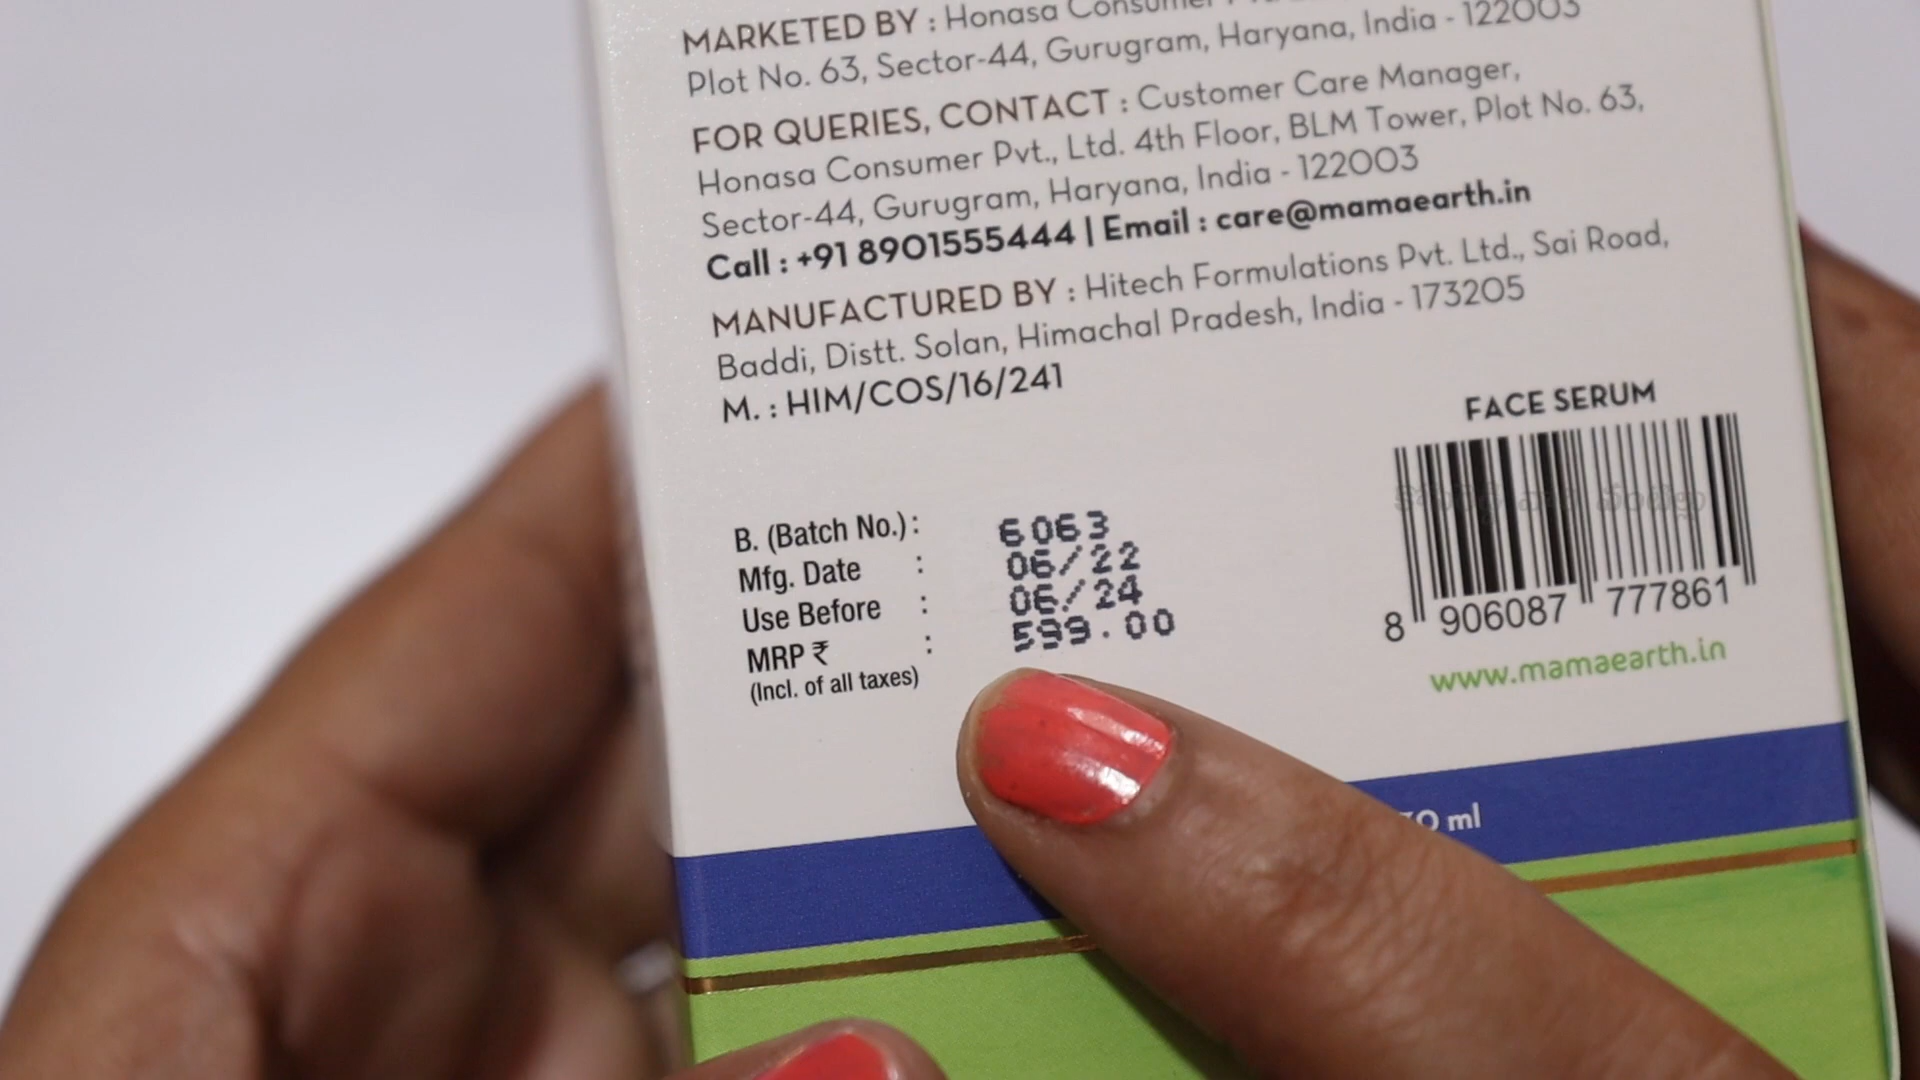 MARKETED BY : Honasa Consumer
Plot No. 63, Sector-44, Gurugram, Haryana, India - 122003
FOR QUERIES, CONTACT : Customer Care Manager,
Honasa Consumer Pvt., Ltd. 4th Floor, BLM Tower, Plot No. 63,
Sector-44, Gurugram, Haryana, India - 122003
Call : +91 8901555444 | Email : care@mamaearth.in
MANUFACTURED BY : Hitech Formulations Pvt. Ltd., Sai Road,
Baddi, Distt. Solan, Himachal Pradesh, India - 173205
M. : HIM/COS/16/241
FACE SERUM
B. (Batch No.) : 6063
Mfg. Date : 06/22
Use Before : 06/24
MRP ₹ : 599.00
(Incl. of all taxes)
8 906087 777861
www.mamaearth.in
ml